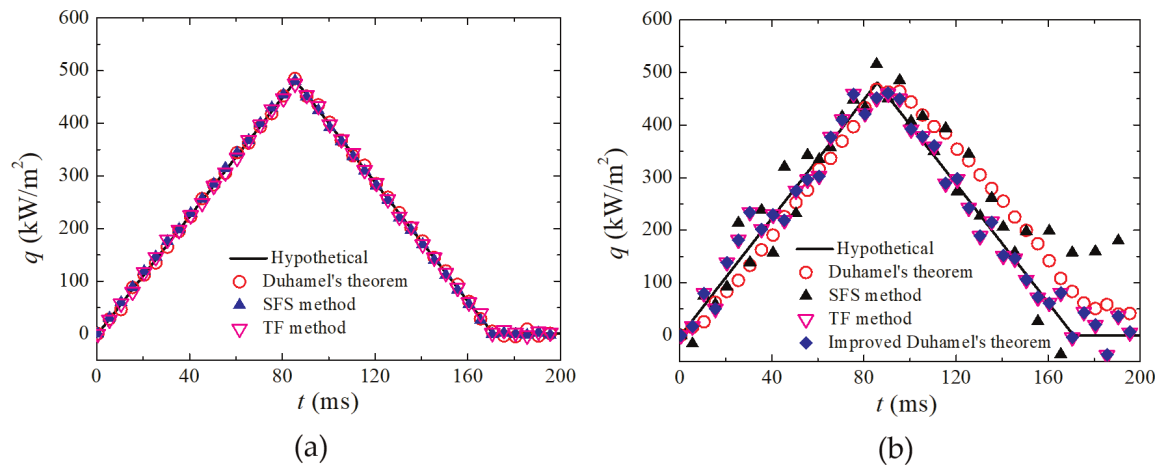 600
500
400
300
200
100
0
q (kW/m²)
Hypothetical
Duhamel's theorem
SFS method
TF method
0 40 80 120 160 200
t (ms)
(a)
600
500
400
300
200
100
0
q (kW/m²)
Hypothetical
Duhamel's theorem
SFS method
TF method
Improved Duhamel's theorem
0 40 80 120 160 200
t (ms)
(b)